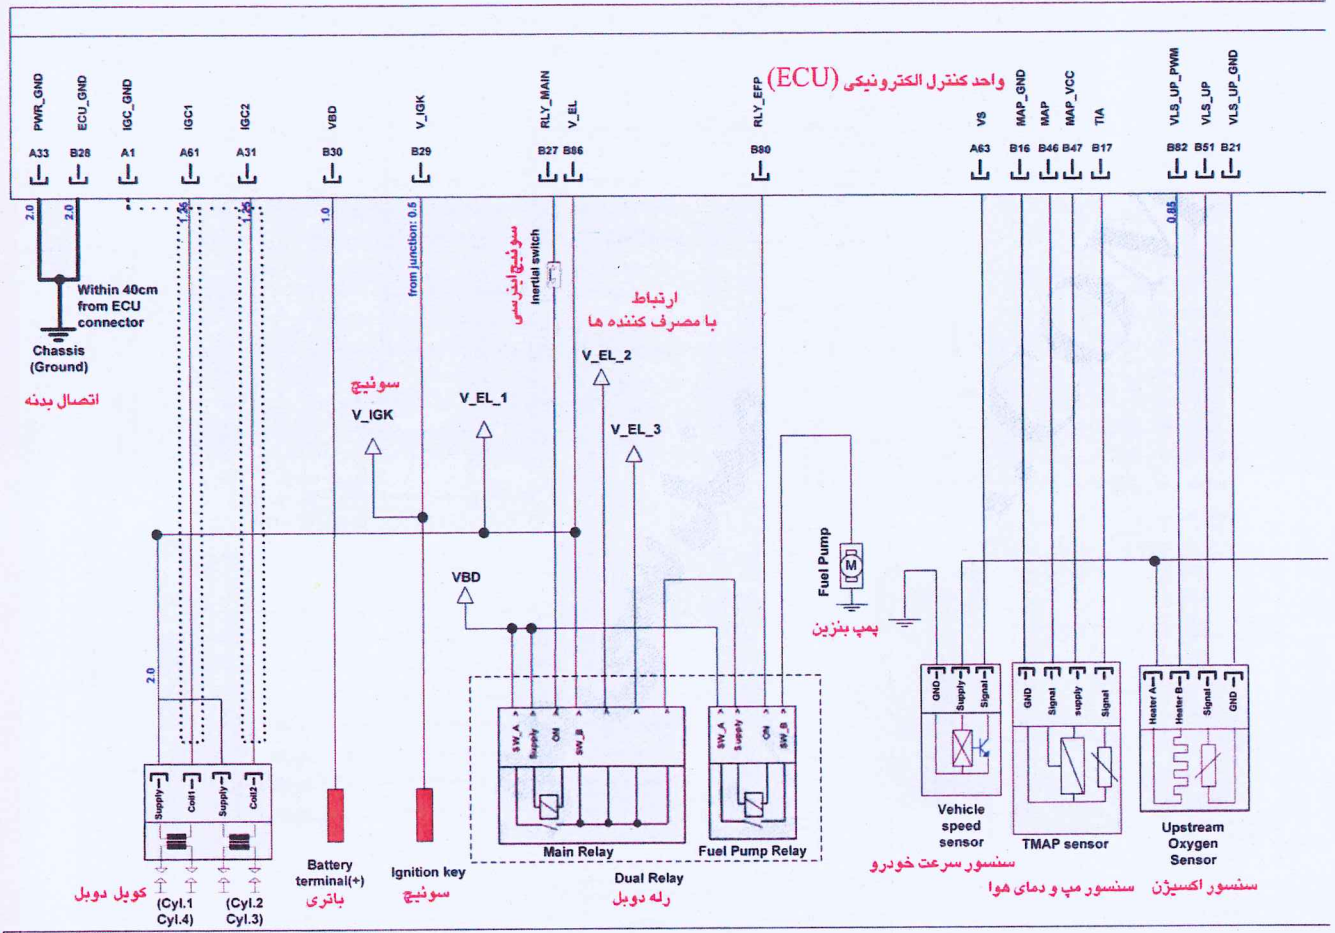 واحد کنترل الکترونیکی (ECU)
PWR_GND
ECU_GND
IGC_GND
IGC1
IGC2
VBD
V_IGK
RLY_MAIN
V_EL
RLY_EFP
VS
MAP_GND
MAP
MAP_VCC
TIA
VLS_UP_PWM
VLS_UP
VLS_UP_GND
A33
B28
A1
A61
A31
B30
B29
B27
B86
B80
A63
B16
B46
B47
B17
B82
B51
B21
2.0
2.0
1.25
1.25
1.0
from junction: 0.5
0.85
سوئیچ اینرسی
Inertial switch
Within 40cm
from ECU
connector
Chassis
(Ground)
اتصال بدنه
ارتباط
با مصرف کننده ها
V_EL_2
سوئیچ
V_IGK
V_EL_1
V_EL_3
VBD
Fuel Pump
M
پمپ بنزین
2.0
Supply
Coil1
Supply
Coil2
(Cyl.1
Cyl.4)
(Cyl.2
Cyl.3)
کویل دوبل
Battery
terminal(+)
باتری
Ignition key
سوئیچ
SW_A
Supply
ON
SW_B
Main Relay
SW_A
Supply
ON
SW_B
Fuel Pump Relay
Dual Relay
رله دوبل
GND
Supply
Signal
Vehicle
speed
sensor
سنسور سرعت خودرو
GND
Signal
supply
Signal
TMAP sensor
سنسور مپ و دمای هوا
Heater A
Heater B
Signal
GND
Upstream
Oxygen
Sensor
سنسور اکسیژن